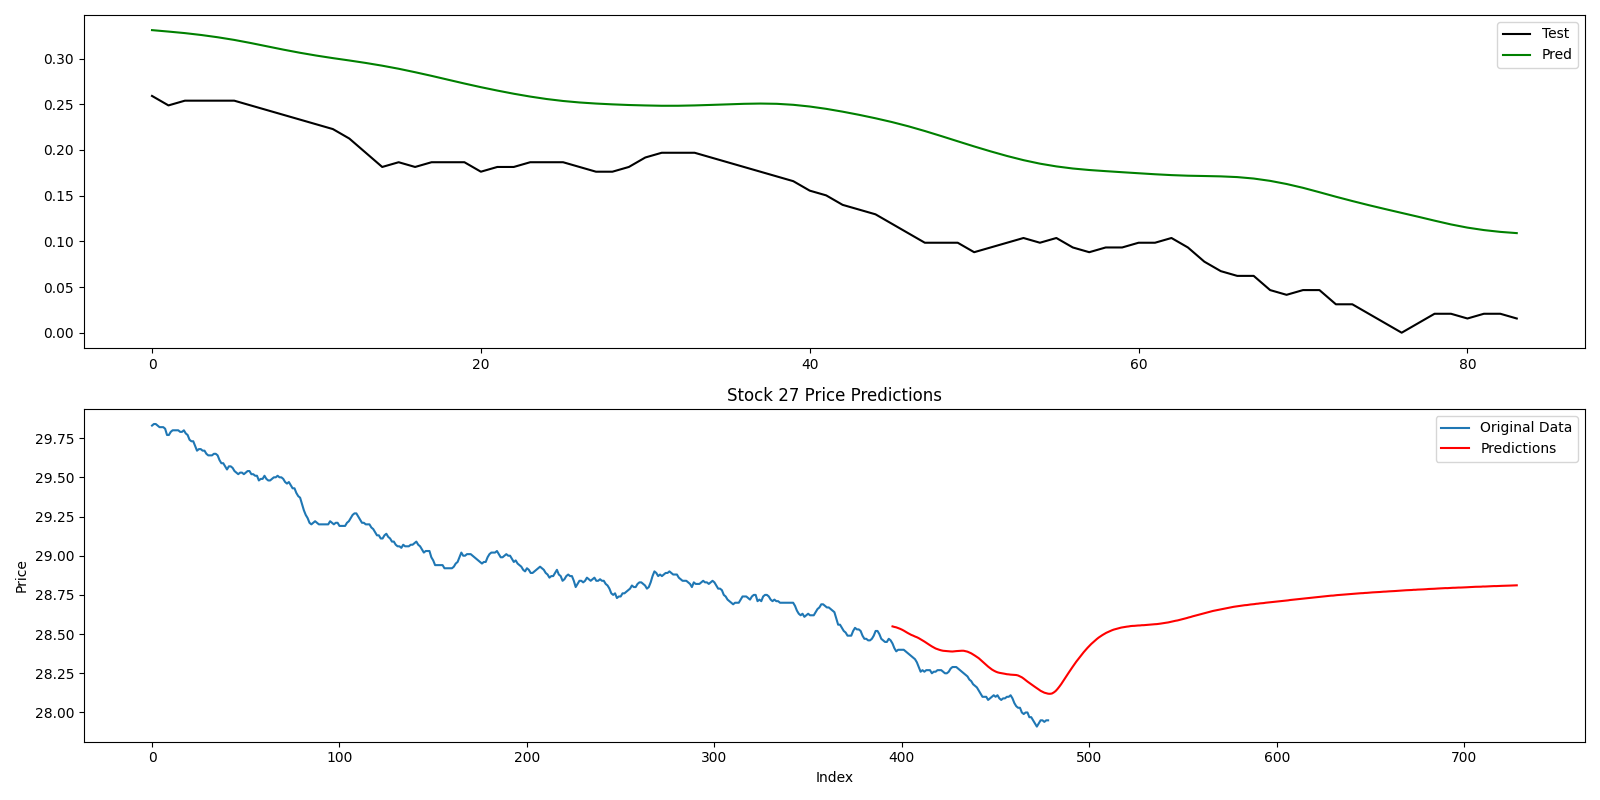 0.30
0.25
0.20
0.15
0.10
0.05
0.00
0 20 40 60 80
Test
Pred
Stock 27 Price Predictions
29.75
29.50
29.25
29.00
28.75
28.50
28.25
28.00
Price
0 100 200 300 400 500 600 700
Index
Original Data
Predictions